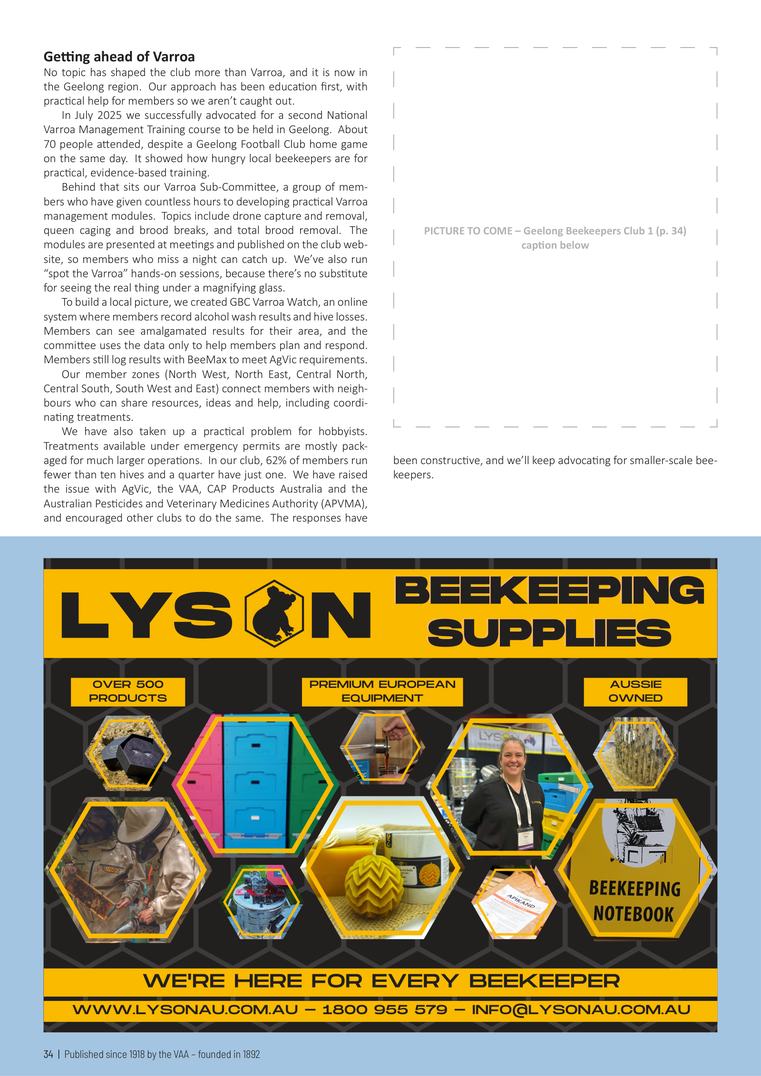 Getting ahead of Varroa
No topic has shaped the club more than Varroa, and it is now in
the Geelong region.  Our approach has been education first, with
practical help for members so we aren’t caught out.
In July 2025 we successfully advocated for a second National
Varroa Management Training course to be held in Geelong.  About
70 people attended, despite a Geelong Football Club home game
on the same day.  It showed how hungry local beekeepers are for
practical, evidence-based training.
Behind that sits our Varroa Sub-Committee, a group of mem-
bers who have given countless hours to developing practical Varroa
management modules.  Topics include drone capture and removal,
queen caging and brood breaks, and total brood removal.  The
modules are presented at meetings and published on the club web-
site, so members who miss a night can catch up.  We’ve also run
“spot the Varroa” hands-on sessions, because there’s no substitute
for seeing the real thing under a magnifying glass.
To build a local picture, we created GBC Varroa Watch, an online
system where members record alcohol wash results and hive losses.
Members can see amalgamated results for their area, and the
committee uses the data only to help members plan and respond.
Members still log results with BeeMax to meet AgVic requirements.
Our member zones (North West, North East, Central North,
Central South, South West and East) connect members with neigh-
bours who can share resources, ideas and help, including coordi-
nating treatments.
We have also taken up a practical problem for hobbyists.
Treatments available under emergency permits are mostly pack-
aged for much larger operations.  In our club, 62% of members run
fewer than ten hives and a quarter have just one.  We have raised
the issue with AgVic, the VAA, CAP Products Australia and the
Australian Pesticides and Veterinary Medicines Authority (APVMA),
and encouraged other clubs to do the same.  The responses have
PICTURE TO COME – Geelong Beekeepers Club 1 (p. 34)
caption below
been constructive, and we’ll keep advocating for smaller-scale bee-
keepers.
LYSON
BEEKEEPING
SUPPLIES
OVER 500
PRODUCTS
PREMIUM EUROPEAN
EQUIPMENT
AUSSIE
OWNED
LYSON
APIKAND
BEEKEEPING
NOTEBOOK
WE'RE HERE FOR EVERY BEEKEEPER
WWW.LYSONAU.COM.AU – 1800 955 579 – INFO@LYSONAU.COM.AU
34 | Published since 1918 by the VAA – founded in 1892